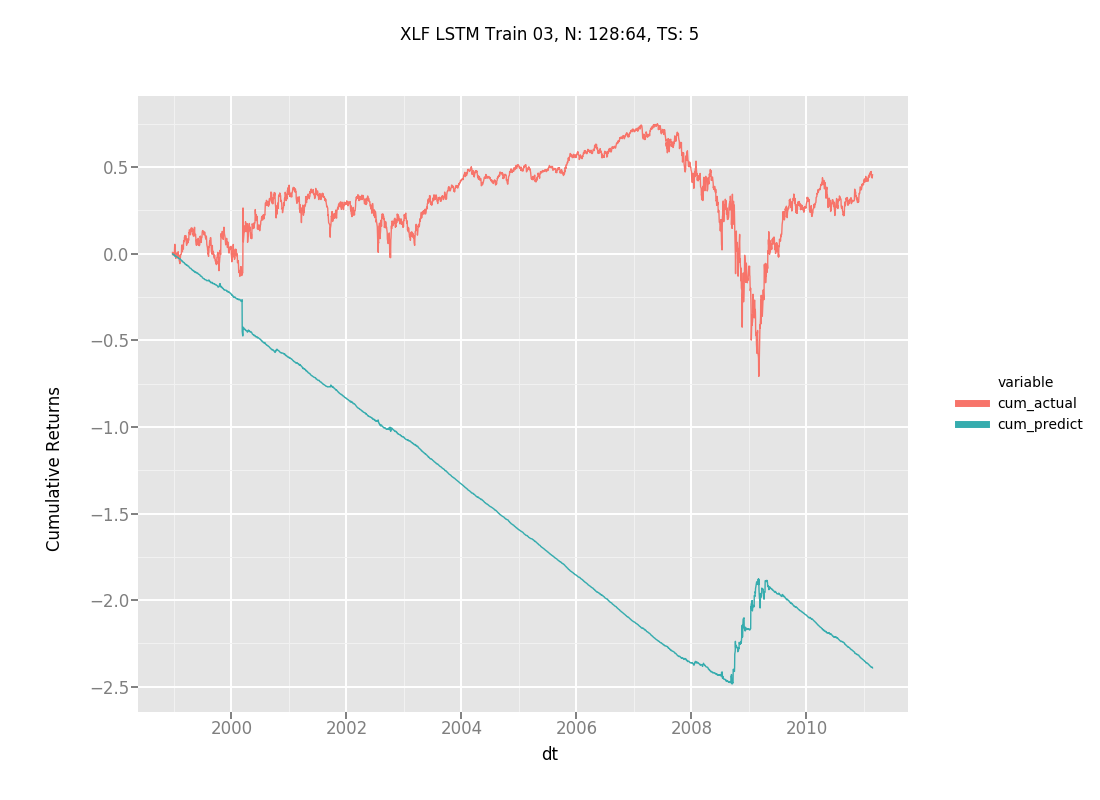 XLF LSTM Train 03, N: 128:64, TS: 5
0.5
0.0
−0.5
−1.0
−1.5
−2.0
−2.5
Cumulative Returns
2000 2002 2004 2006 2008 2010
dt
variable
cum_actual
cum_predict